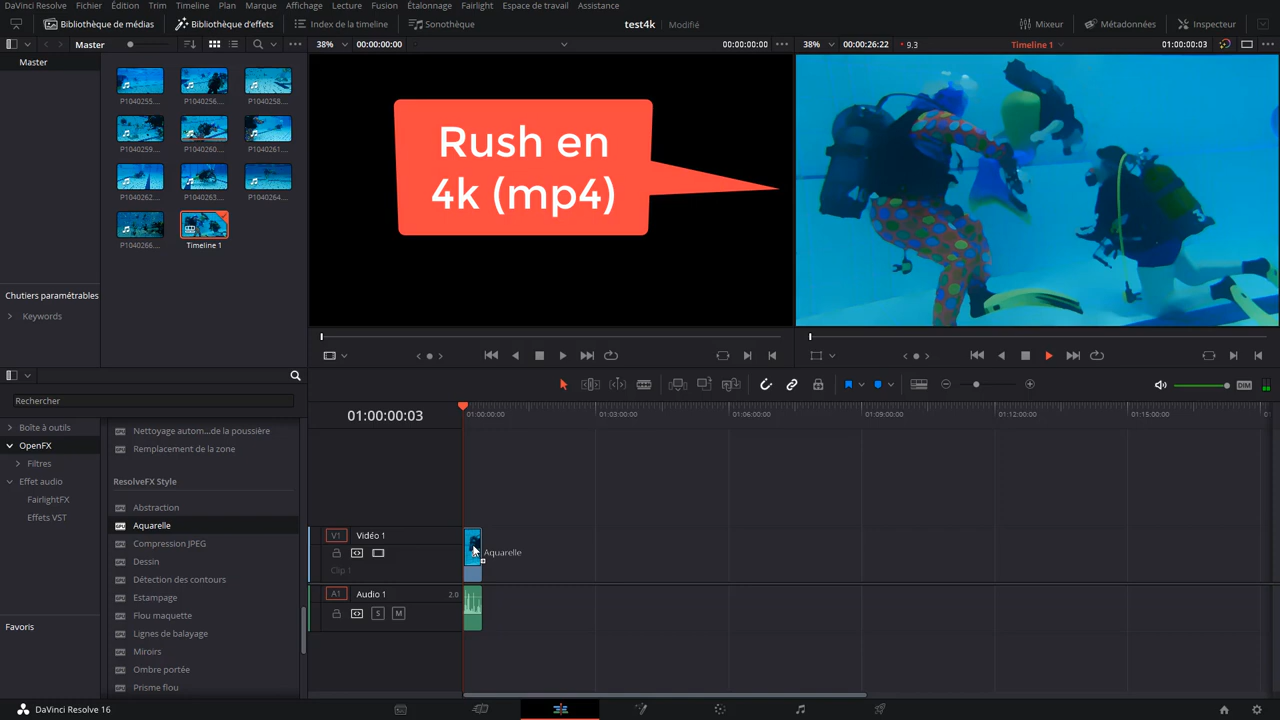 DaVinci Resolve Fichier Édition Trim Timeline Plan Marque Affichage Lecture Fusion Étalonnage Fairlight Espace de travail Assistance
Bibliothèque de médias Bibliothèque d'effets Index de la timeline Sonothèque test4k Modifié Mixeur Métadonnées Inspecteur
Master 38% 00:00:00:00 00:00:00:00 38% 00:00:26:22 9.3 Timeline 1 01:00:00:03
Master
P1040255.... P1040256.... P1040258....
P1040259.... P1040260.... P1040261....
P1040262.... P1040263.... P1040264....
P1040266.... Timeline 1
Rush en
4k (mp4)
Chutiers paramétrables
Keywords
Rechercher
DIM
01:00:00:03
01:00:00:00 01:03:00:00 01:06:00:00 01:09:00:00 01:12:00:00 01:15:00:00
Boîte à outils
OpenFX
Filtres
Effet audio
FairlightFX
Effets VST
Favoris
Nettoyage autom...de la poussière
Remplacement de la zone
ResolveFX Style
Abstraction
Aquarelle
Compression JPEG
Dessin
Détection des contours
Estampage
Flou maquette
Lignes de balayage
Miroirs
Ombre portée
Prisme flou
V1 Vidéo 1
Aquarelle
Clip 1
A1 Audio 1 2.0
S M
DaVinci Resolve 16